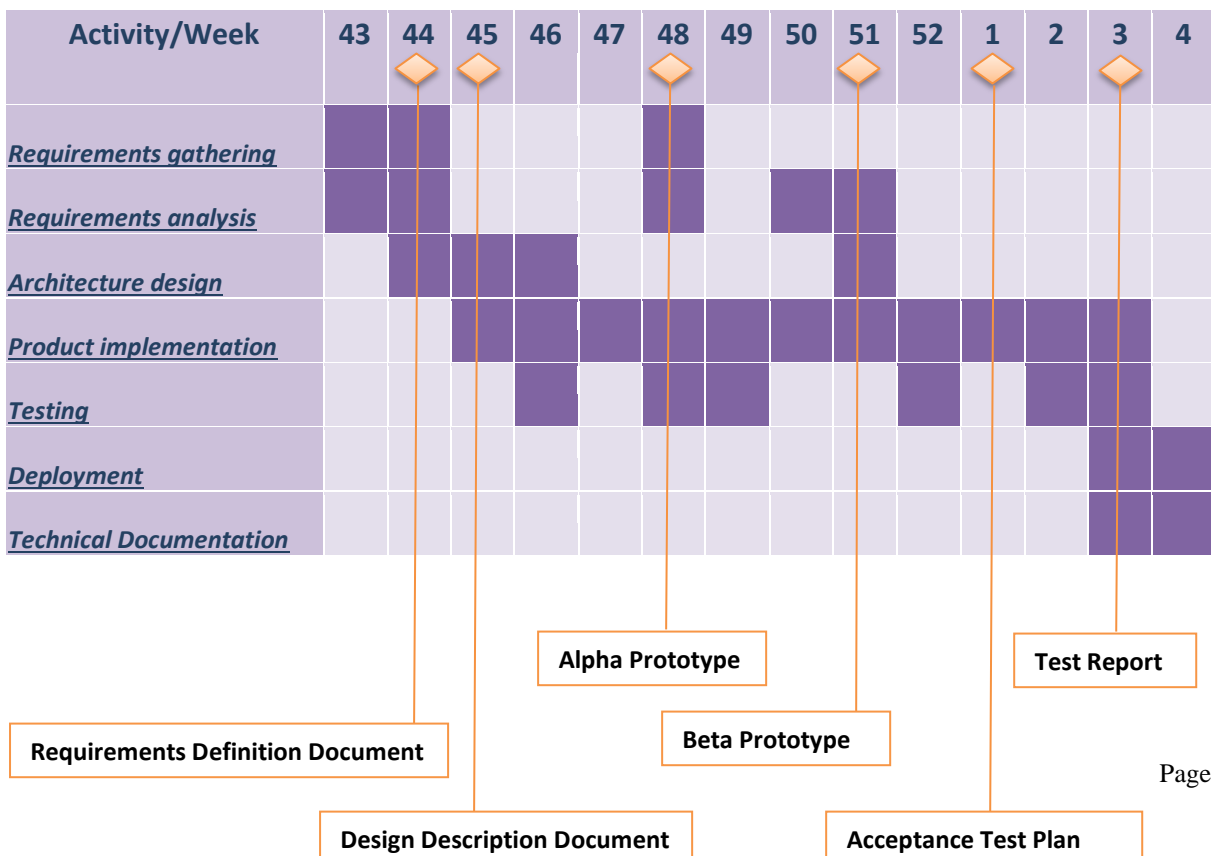 Activity/Week 43 44 45 46 47 48 49 50 51 52 1 2 3 4
Requirements gathering
Requirements analysis
Architecture design
Product implementation
Testing
Deployment
Technical Documentation
Alpha Prototype
Test Report
Beta Prototype
Requirements Definition Document
Page
Design Description Document
Acceptance Test Plan